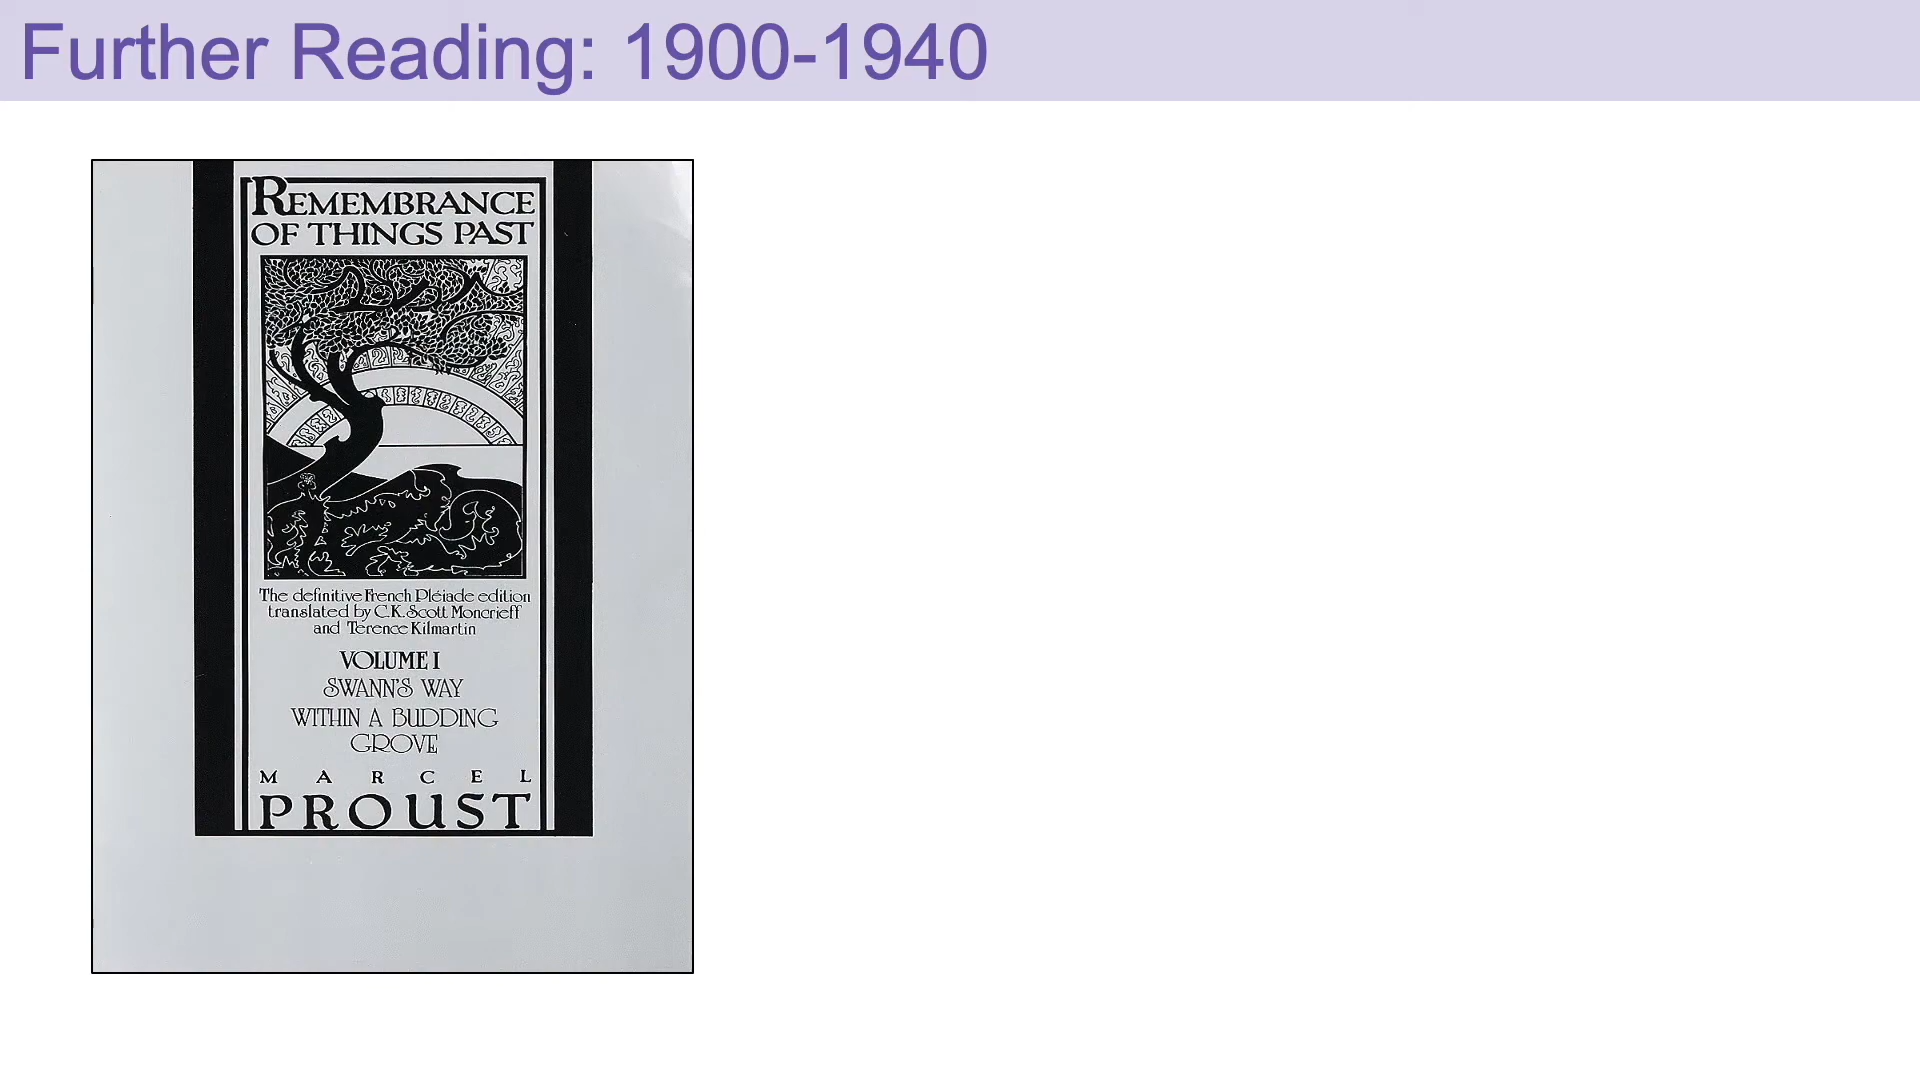 Further Reading: 1900-1940
REMEMBRANCE
OF THINGS PAST
The definitive French Pléiade edition
translated by C.K. Scott Moncrieff
and Terence Kilmartin
VOLUME I
SWANN'S WAY
WITHIN A BUDDING
GROVE
MARCEL
PROUST